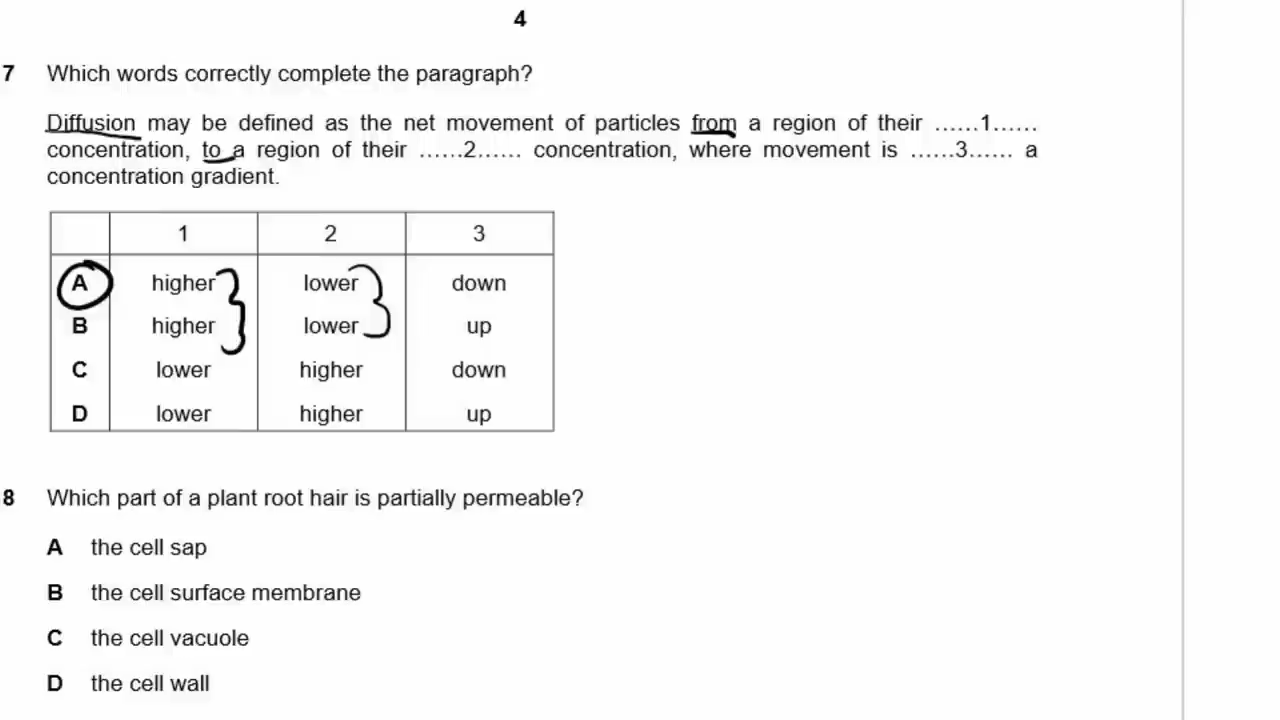 4
7 Which words correctly complete the paragraph?
Diffusion may be defined as the net movement of particles from a region of their ......1......
concentration, to a region of their ......2...... concentration, where movement is ......3...... a
concentration gradient.
1 2 3
A higher lower down
B higher lower up
C lower higher down
D lower higher up
8 Which part of a plant root hair is partially permeable?
A the cell sap
B the cell surface membrane
C the cell vacuole
D the cell wall